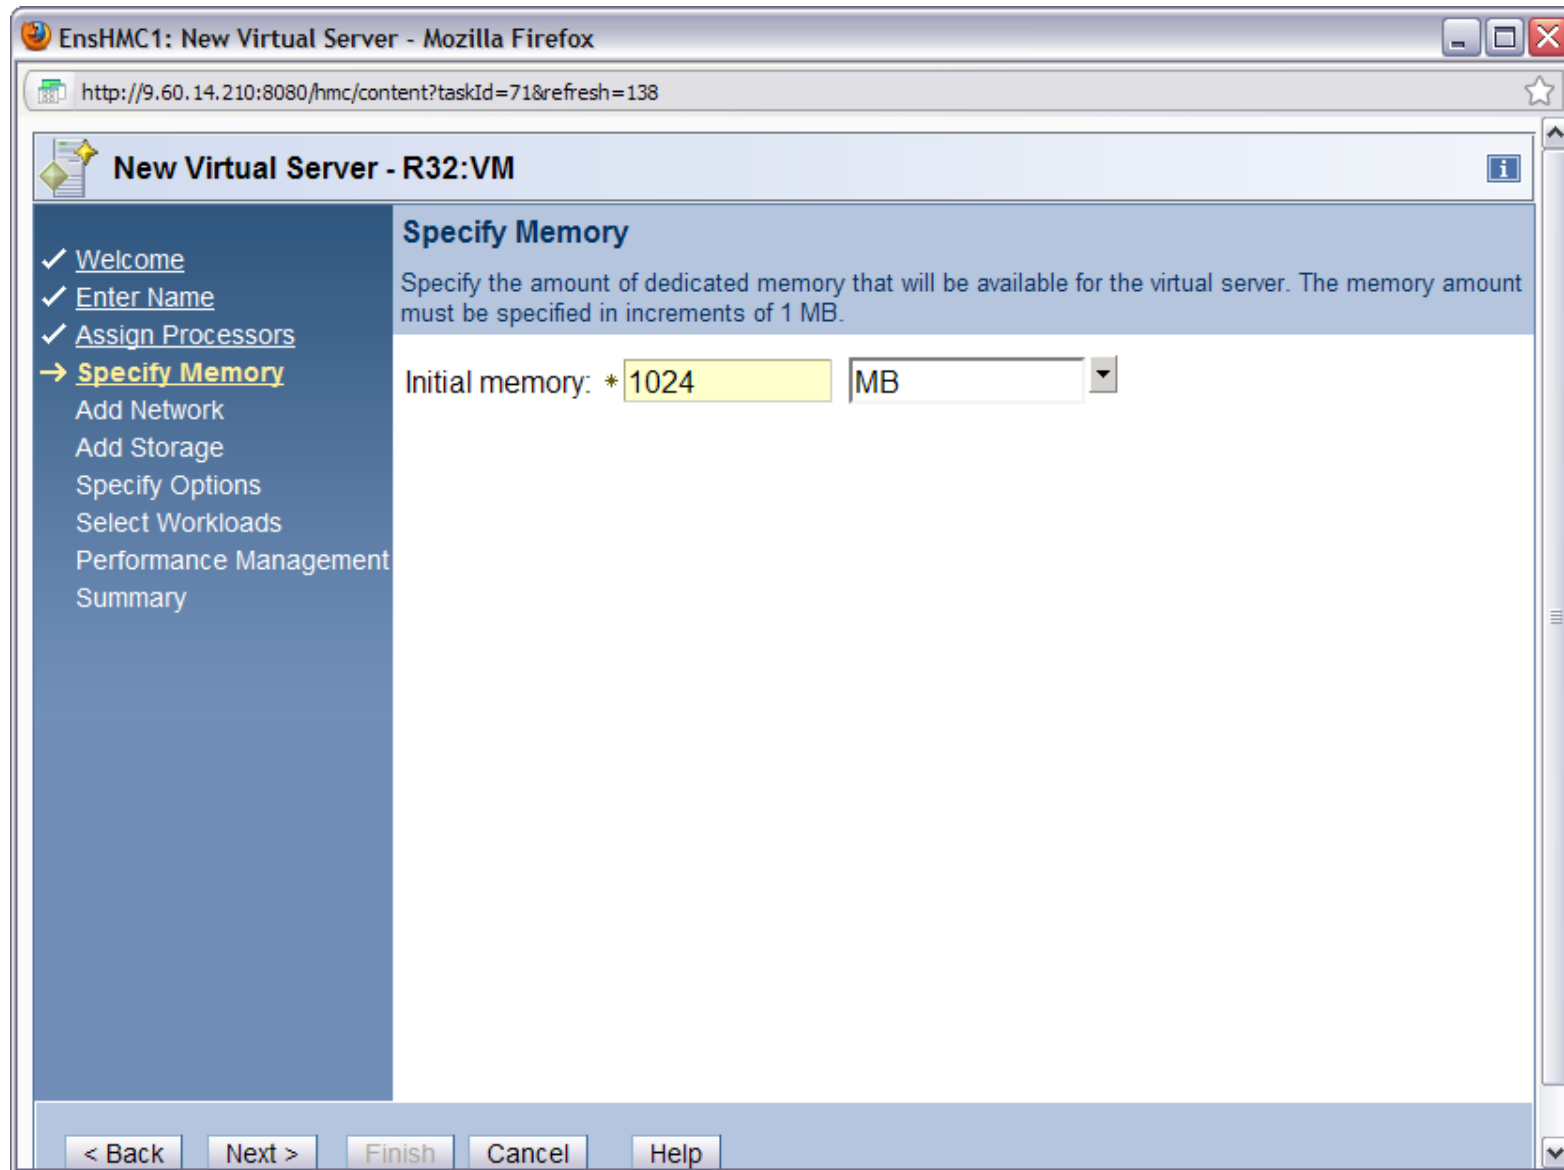 EnsHMC1: New Virtual Server - Mozilla Firefox
http://9.60.14.210:8080/hmc/content?taskId=71&refresh=138
New Virtual Server - R32:VM
i
Welcome
Enter Name
Assign Processors
Specify Memory
Add Network
Add Storage
Specify Options
Select Workloads
Performance Management
Summary
Specify Memory
Specify the amount of dedicated memory that will be available for the virtual server. The memory amount
must be specified in increments of 1 MB.
Initial memory: * 1024 MB
< Back Next > Finish Cancel Help